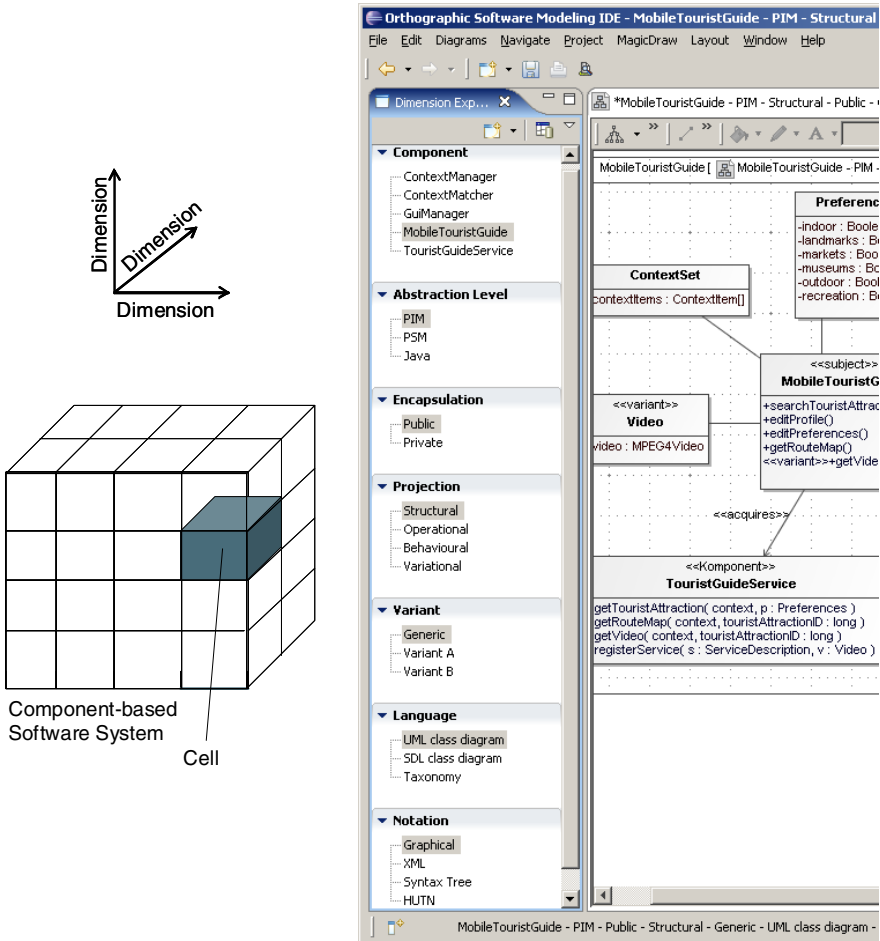 Dimension
Dimension
Dimension
Component-based
Software System
Cell
Orthographic Software Modeling IDE - MobileTouristGuide - PIM - Structural
File Edit Diagrams Navigate Project MagicDraw Layout Window Help
Dimension Exp...
Component
ContextManager
ContextMatcher
GuiManager
MobileTouristGuide
TouristGuideService
Abstraction Level
PIM
PSM
Java
Encapsulation
Public
Private
Projection
Structural
Operational
Behavioural
Variational
Variant
Generic
Variant A
Variant B
Language
UML class diagram
SDL class diagram
Taxonomy
Notation
Graphical
XML
Syntax Tree
HUTN
*MobileTouristGuide - PIM - Structural - Public -
MobileTouristGuide [ MobileTouristGuide - PIM -
Preferenc
-indoor : Boole
-landmarks : B
-markets : Boo
-museums : Bo
-outdoor : Bool
-recreation : B
ContextSet
contextItems : ContextItem[]
<<subject>>
MobileTouristG
+searchTouristAttrac
+editProfile()
+editPreferences()
+getRouteMap()
<<variant>>+getVide
<<variant>>
Video
video : MPEG4Video
<<acquires>>
<<Komponent>>
TouristGuideService
getTouristAttraction( context, p : Preferences )
getRouteMap( context, touristAttractionID : long )
getVideo( context, touristAttractionID : long )
registerService( s : ServiceDescription, v : Video )
MobileTouristGuide - PIM - Public - Structural - Generic - UML class diagram -